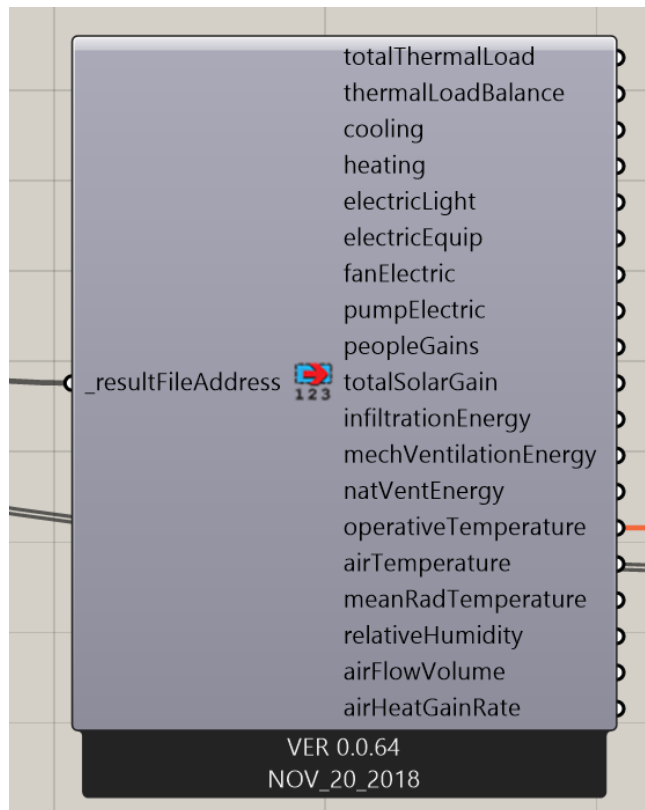 totalThermalLoad
thermalLoadBalance
cooling
heating
electricLight
electricEquip
fanElectric
pumpElectric
peopleGains
_resultFileAddress
123
totalSolarGain
infiltrationEnergy
mechVentilationEnergy
natVentEnergy
operativeTemperature
airTemperature
meanRadTemperature
relativeHumidity
airFlowVolume
airHeatGainRate
VER 0.0.64
NOV_20_2018